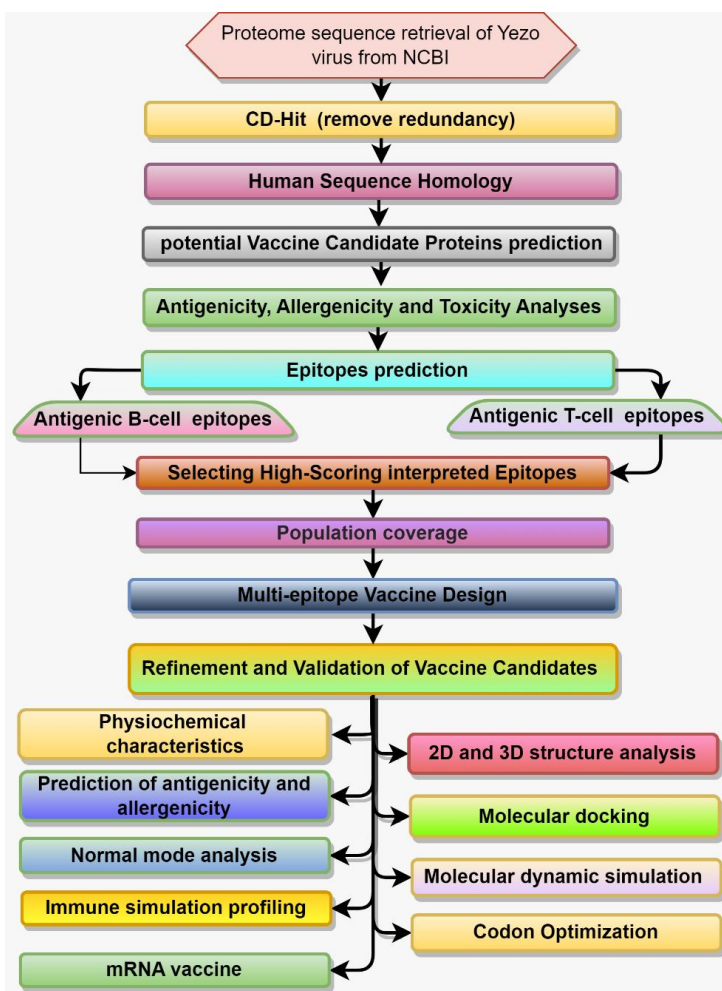 Proteome sequence retrieval of Yezo
virus from NCBI
CD-Hit (remove redundancy)
Human Sequence Homology
potential Vaccine Candidate Proteins prediction
Antigenicity, Allergenicity and Toxicity Analyses
Epitopes prediction
Antigenic B-cell epitopes
Antigenic T-cell epitopes
Selecting High-Scoring interpreted Epitopes
Population coverage
Multi-epitope Vaccine Design
Refinement and Validation of Vaccine Candidates
Physiochemical
characteristics
2D and 3D structure analysis
Prediction of antigenicity and
allergenicity
Molecular docking
Normal mode analysis
Molecular dynamic simulation
Immune simulation profiling
Codon Optimization
mRNA vaccine